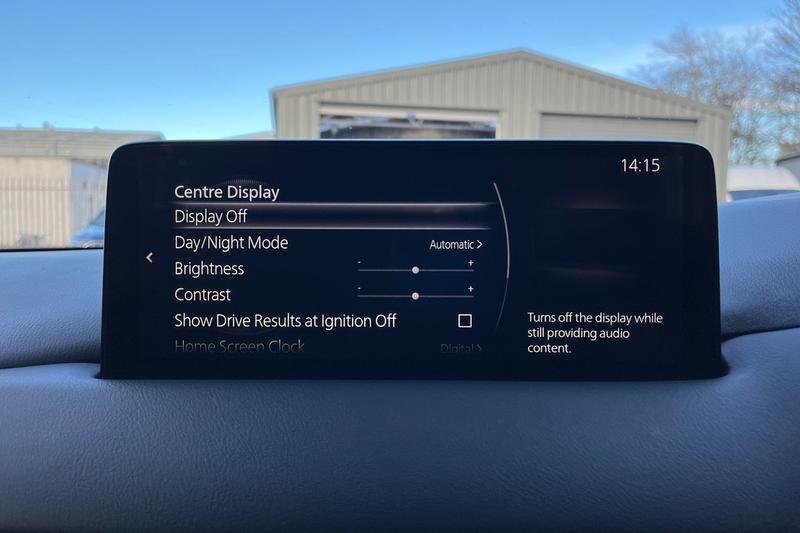 14:15
Centre Display
Display Off
Day/Night Mode Automatic >
Brightness - +
Contrast - +
Show Drive Results at Ignition Off
Home Screen Clock Digital >
Turns off the display while
still providing audio
content.